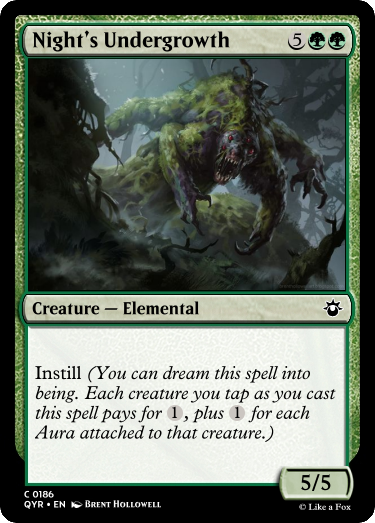 Night's Undergrowth 5
Creature — Elemental
Instill (You can dream this spell into
being. Each creature you tap as you cast
this spell pays for 1, plus 1 for each
Aura attached to that creature.)
5/5
C 0186
QYR • EN Brent Hollowell
© Like a Fox